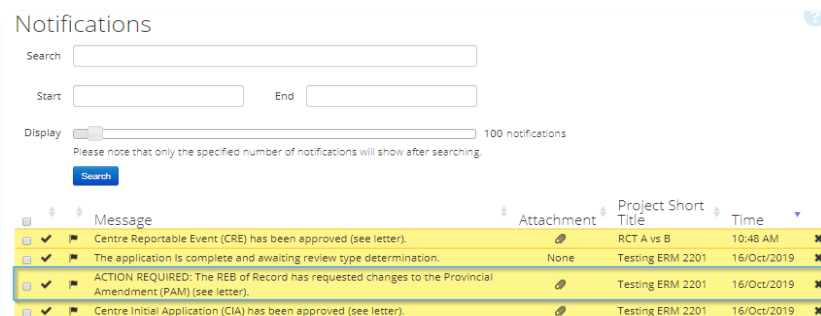 Notifications
?
Search
Start End
Display 100 notifications
Please note that only the specified number of notifications will show after searching.
Search
Message Attachment Project Short Title Time
Centre Reportable Event (CRE) has been approved (see letter). RCT A vs B 10:48 AM
The application Is complete and awaiting review type determination. None Testing ERM 2201 16/Oct/2019
ACTION REQUIRED: The REB of Record has requested changes to the Provincial
Amendment (PAM) (see letter). Testing ERM 2201 16/Oct/2019
Centre Initial Application (CIA) has been approved (see letter). Testing ERM 2201 16/Oct/2019